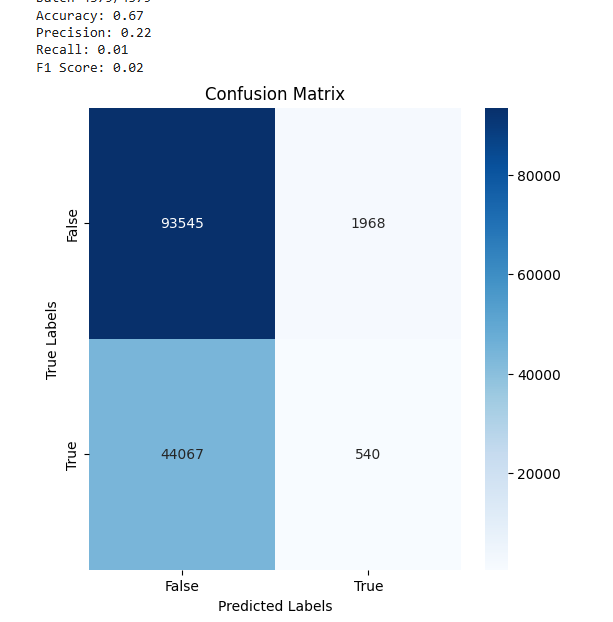 Accuracy: 0.67
Precision: 0.22
Recall: 0.01
F1 Score: 0.02
Confusion Matrix
80000
93545 1968
False
60000
True Labels
40000
44067 540
True
20000
False True
Predicted Labels